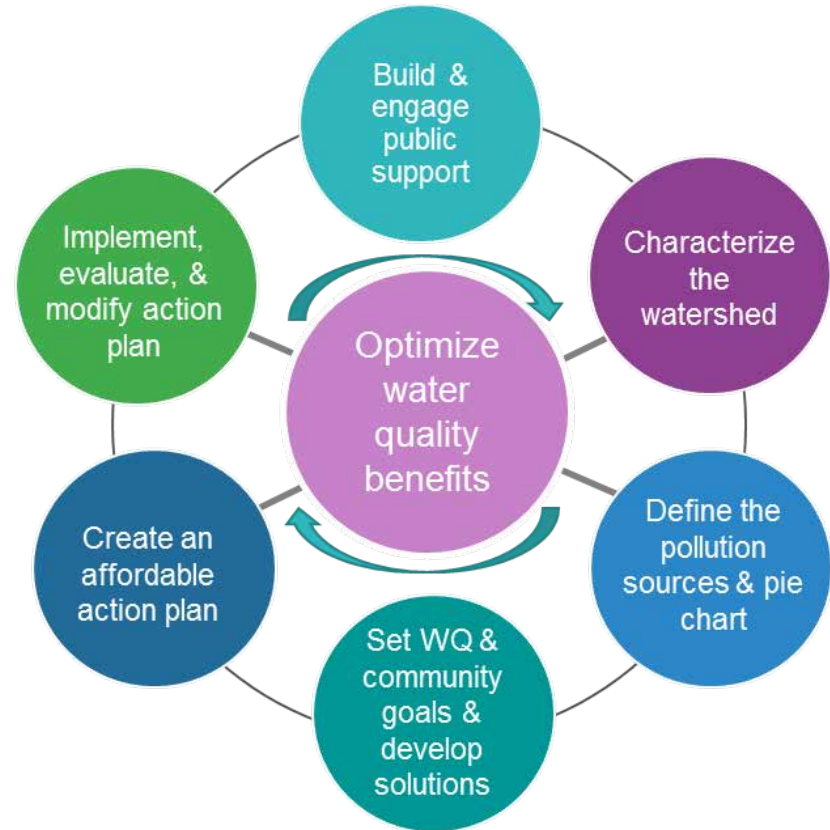 Build &
engage
public
support
Characterize
the
watershed
Define the
pollution
sources & pie
chart
Set WQ &
community
goals &
develop
solutions
Create an
affordable
action plan
Implement,
evaluate, &
modify action
plan
Optimize
water
quality
benefits